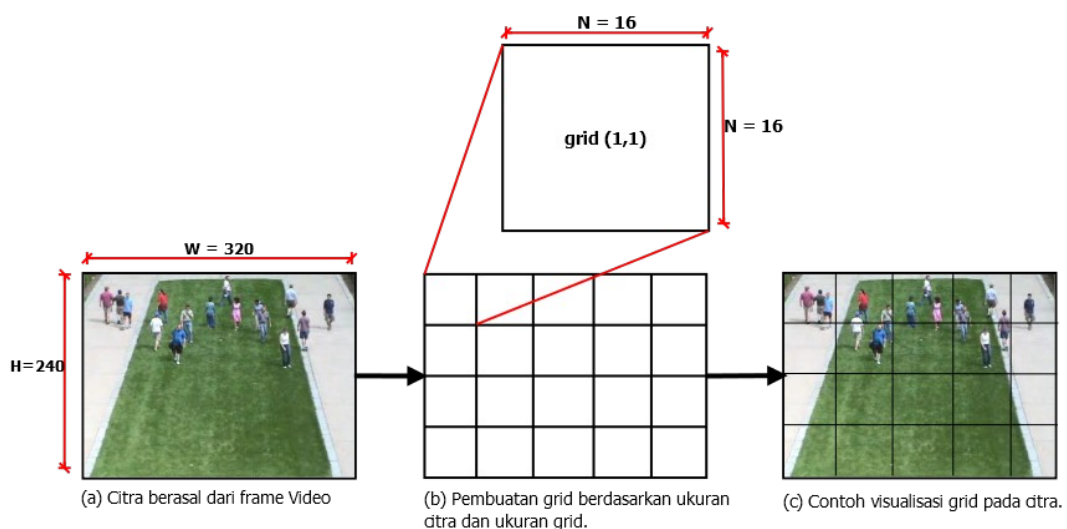 N = 16
N = 16
grid (1,1)
W = 320
H=240
(a) Citra berasal dari frame Video
(b) Pembuatan grid berdasarkan ukuran
citra dan ukuran grid.
(c) Contoh visualisasi grid pada citra.